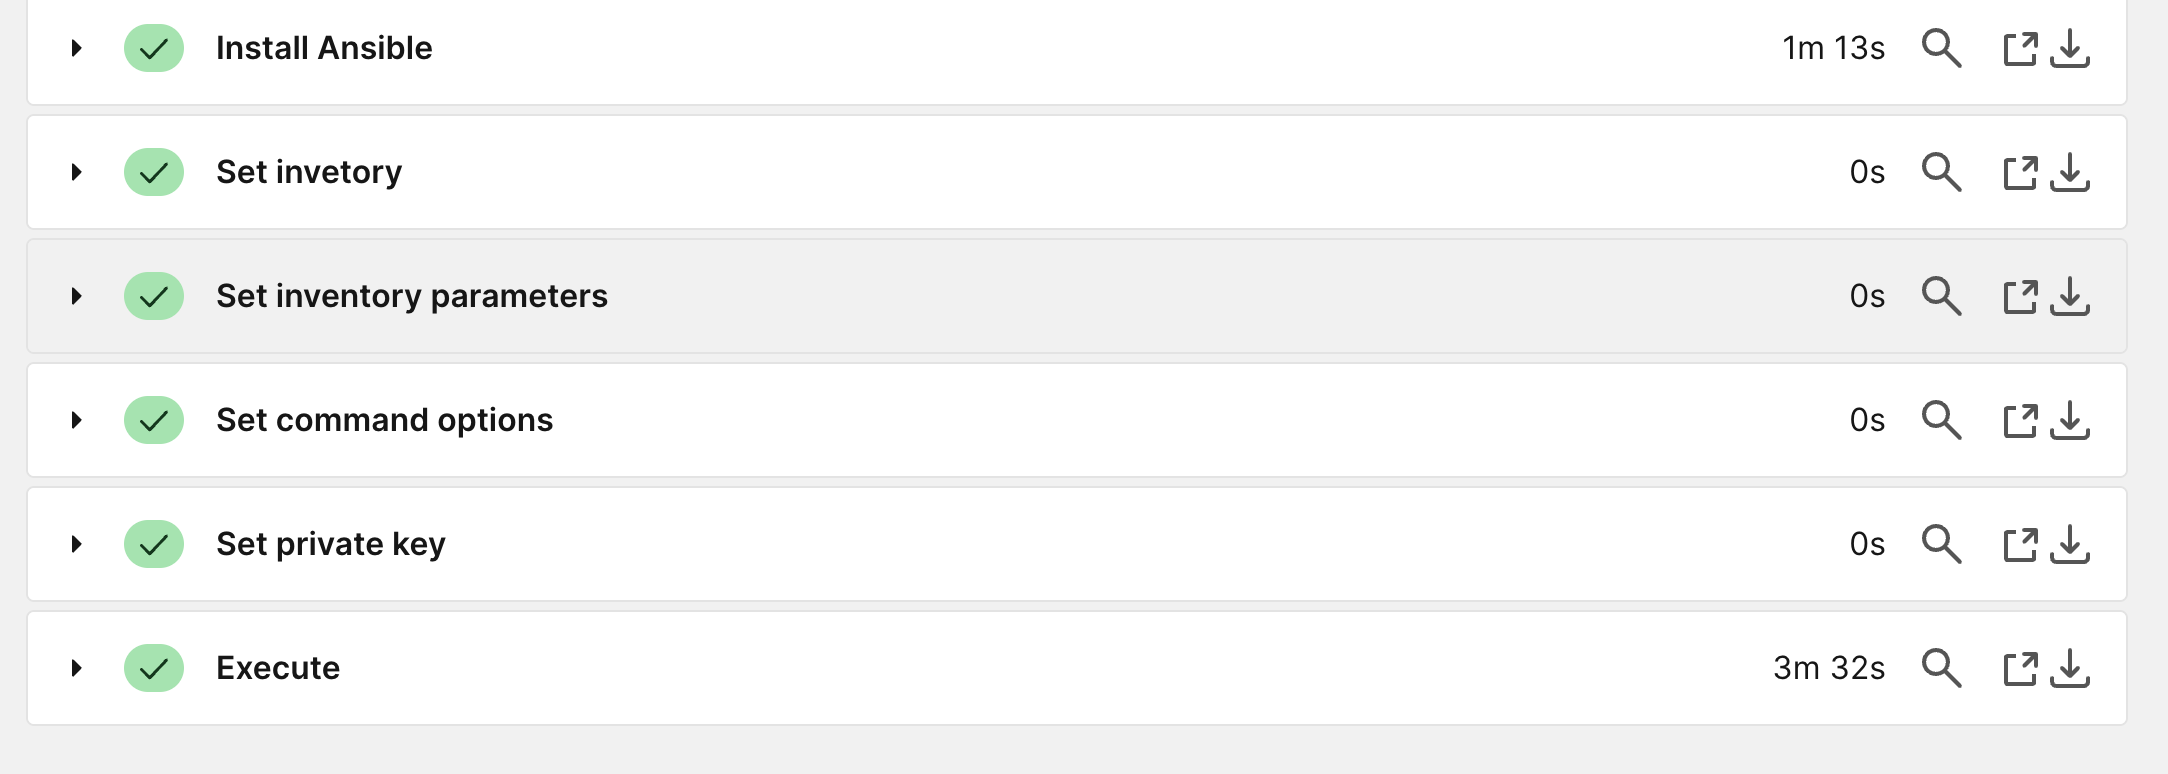 Install Ansible 1m 13s
Set invetory 0s
Set inventory parameters 0s
Set command options 0s
Set private key 0s
Execute 3m 32s